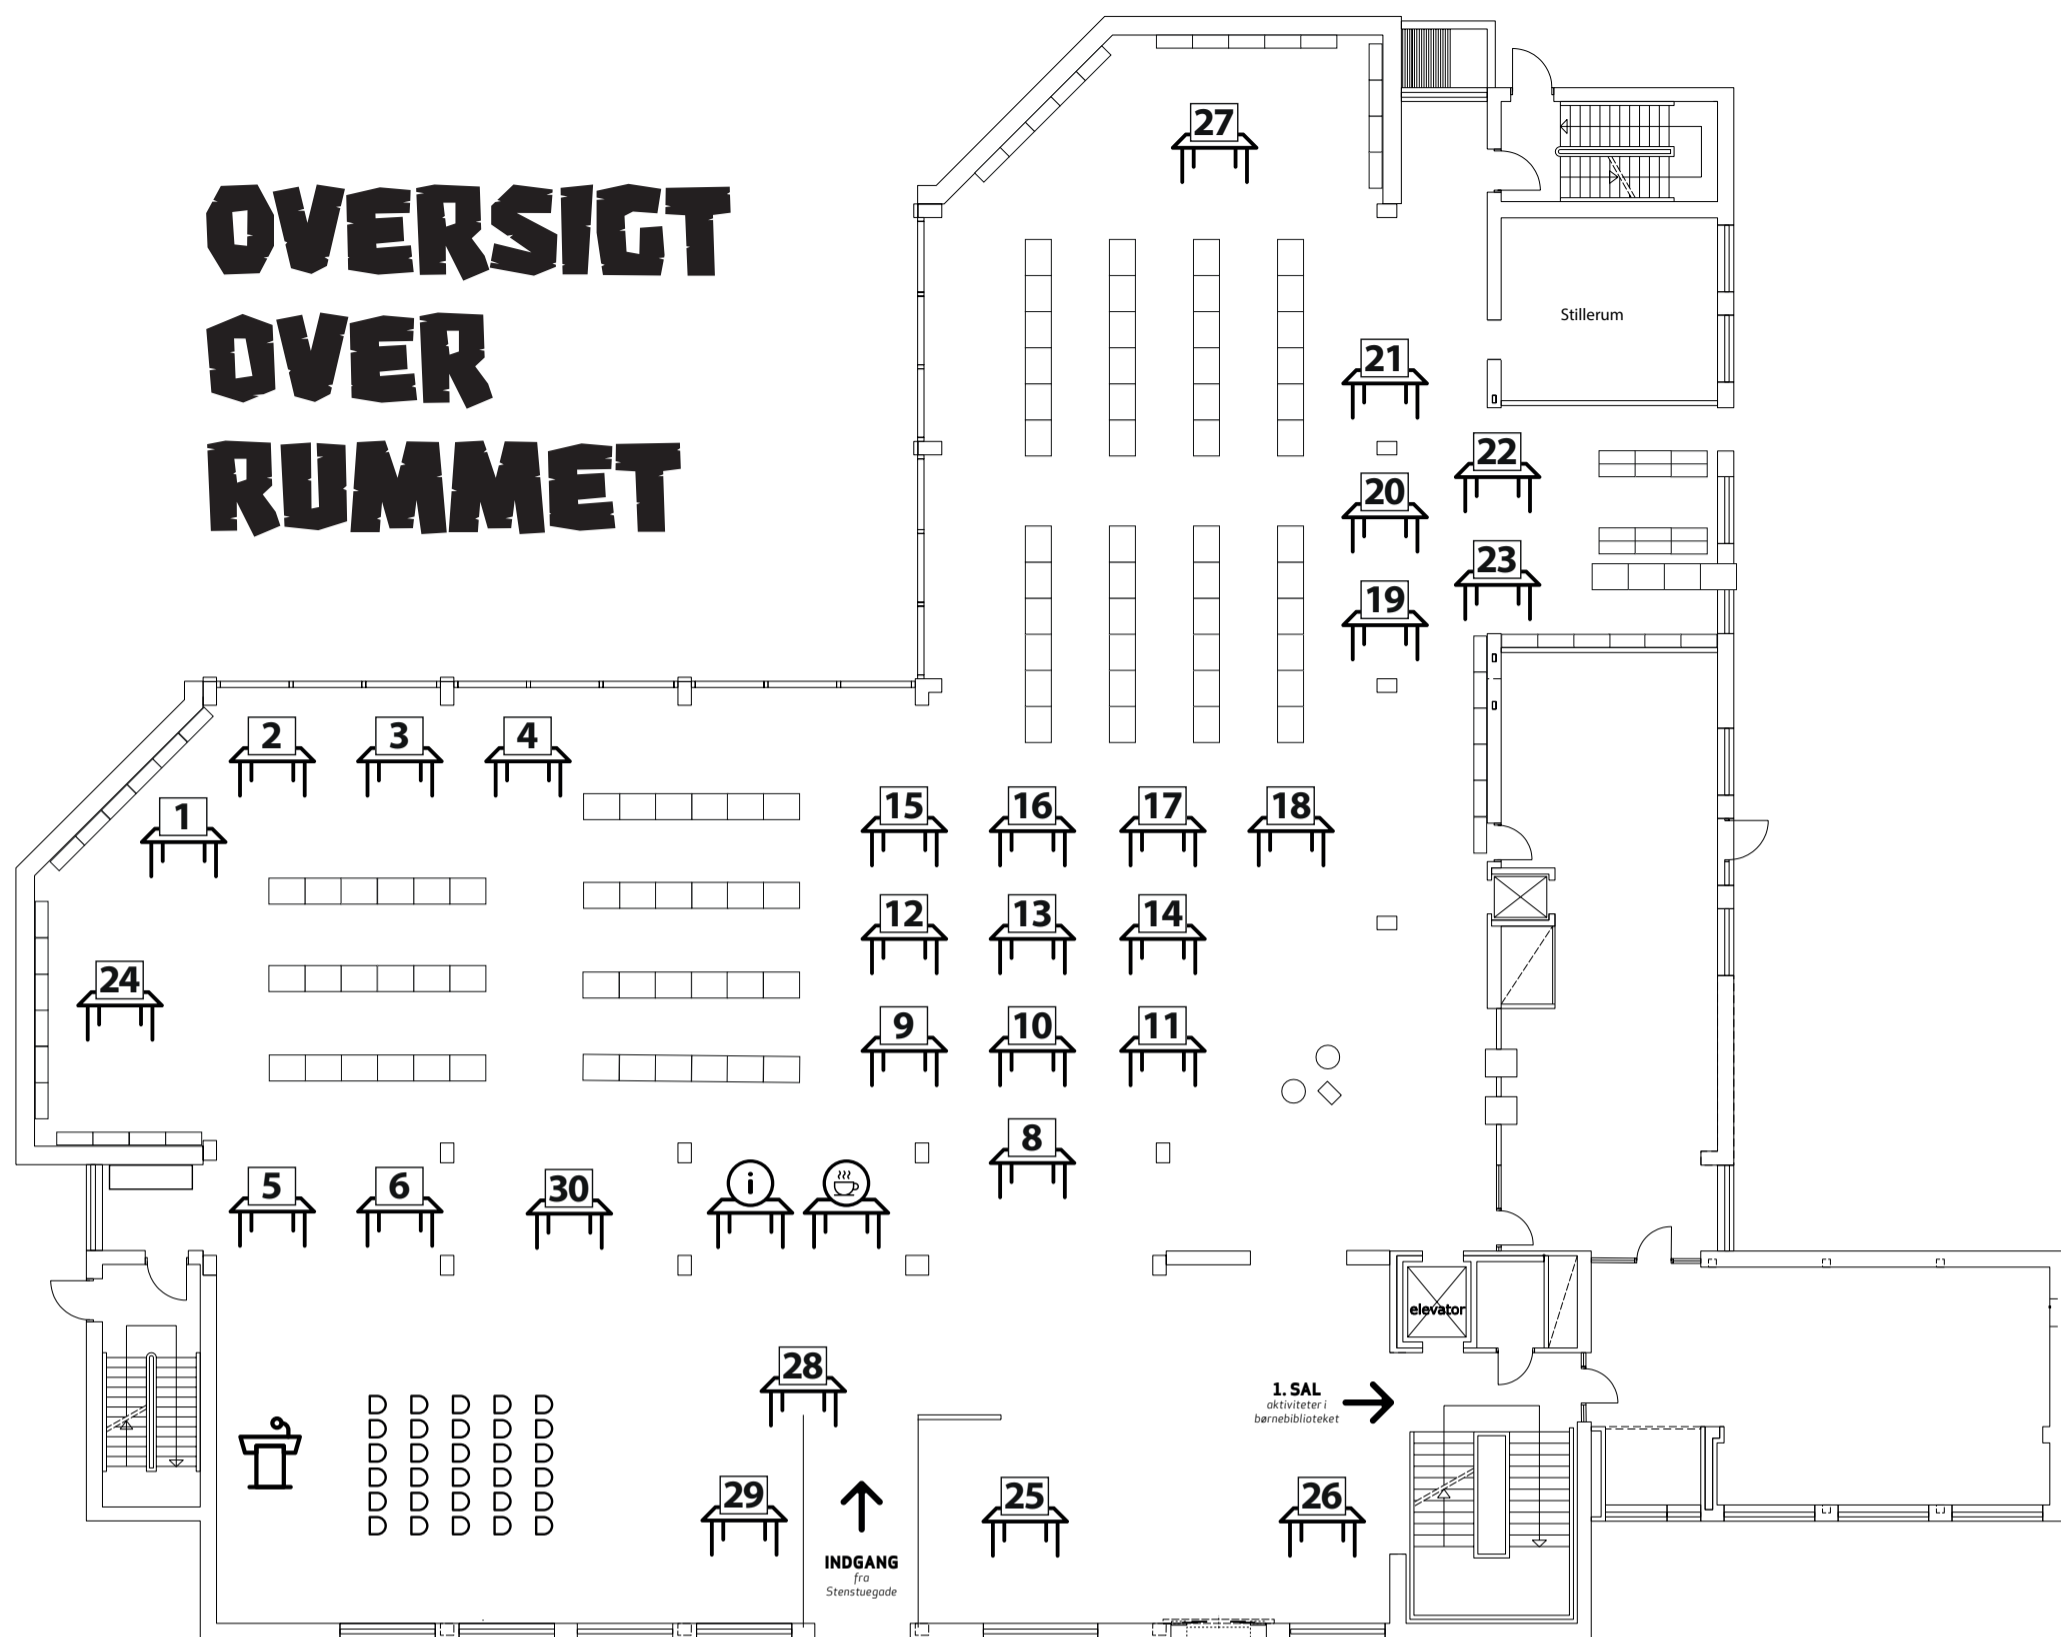 OVERSIGT
OVER
RUMMET
27
Stillerum
21
22
20
23
19
2
3
4
1
15
16
17
18
12
13
14
24
9
10
11
8
5
6
30
i
elevator
28
1. SAL
aktiviteter i
børnebiblioteket
29
25
26
INDGANG
fra
Stenstuegade